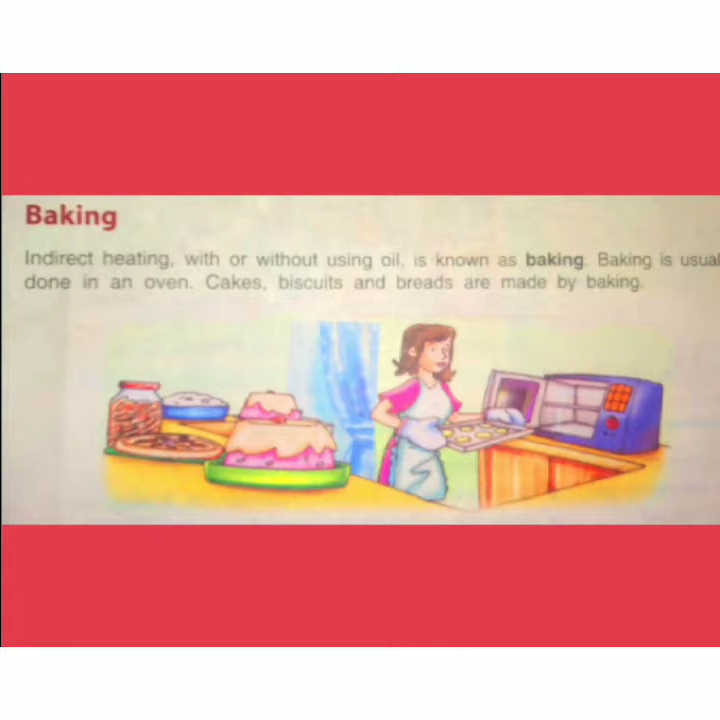 Baking
Indirect heating, with or without using oil, is known as baking. Baking is usual
done in an oven. Cakes, biscuits and breads are made by baking.